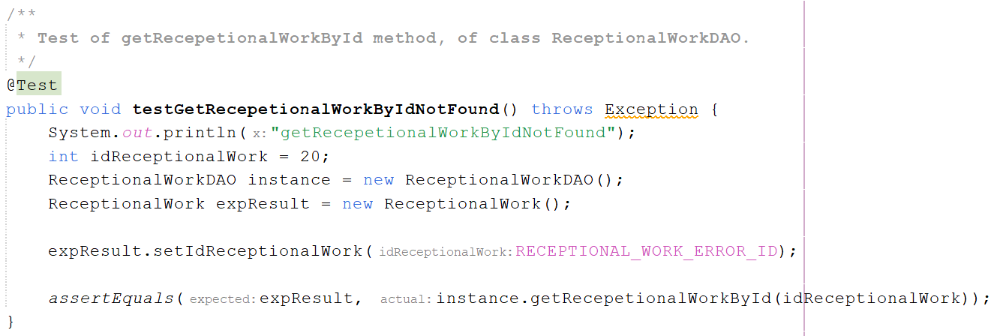 /**
 * Test of getRecepetionalWorkById method, of class ReceptionalWorkDAO.
 */
@Test
public void testGetRecepetionalWorkByIdNotFound() throws Exception {
    System.out.println( x: "getRecepetionalWorkByIdNotFound");
    int idReceptionalWork = 20;
    ReceptionalWorkDAO instance = new ReceptionalWorkDAO();
    ReceptionalWork expResult = new ReceptionalWork();
    expResult.setIdReceptionalWork( idReceptionalWork: RECEPTIONAL_WORK_ERROR_ID);
    assertEquals( expected: expResult, actual: instance.getRecepetionalWorkById(idReceptionalWork));
}